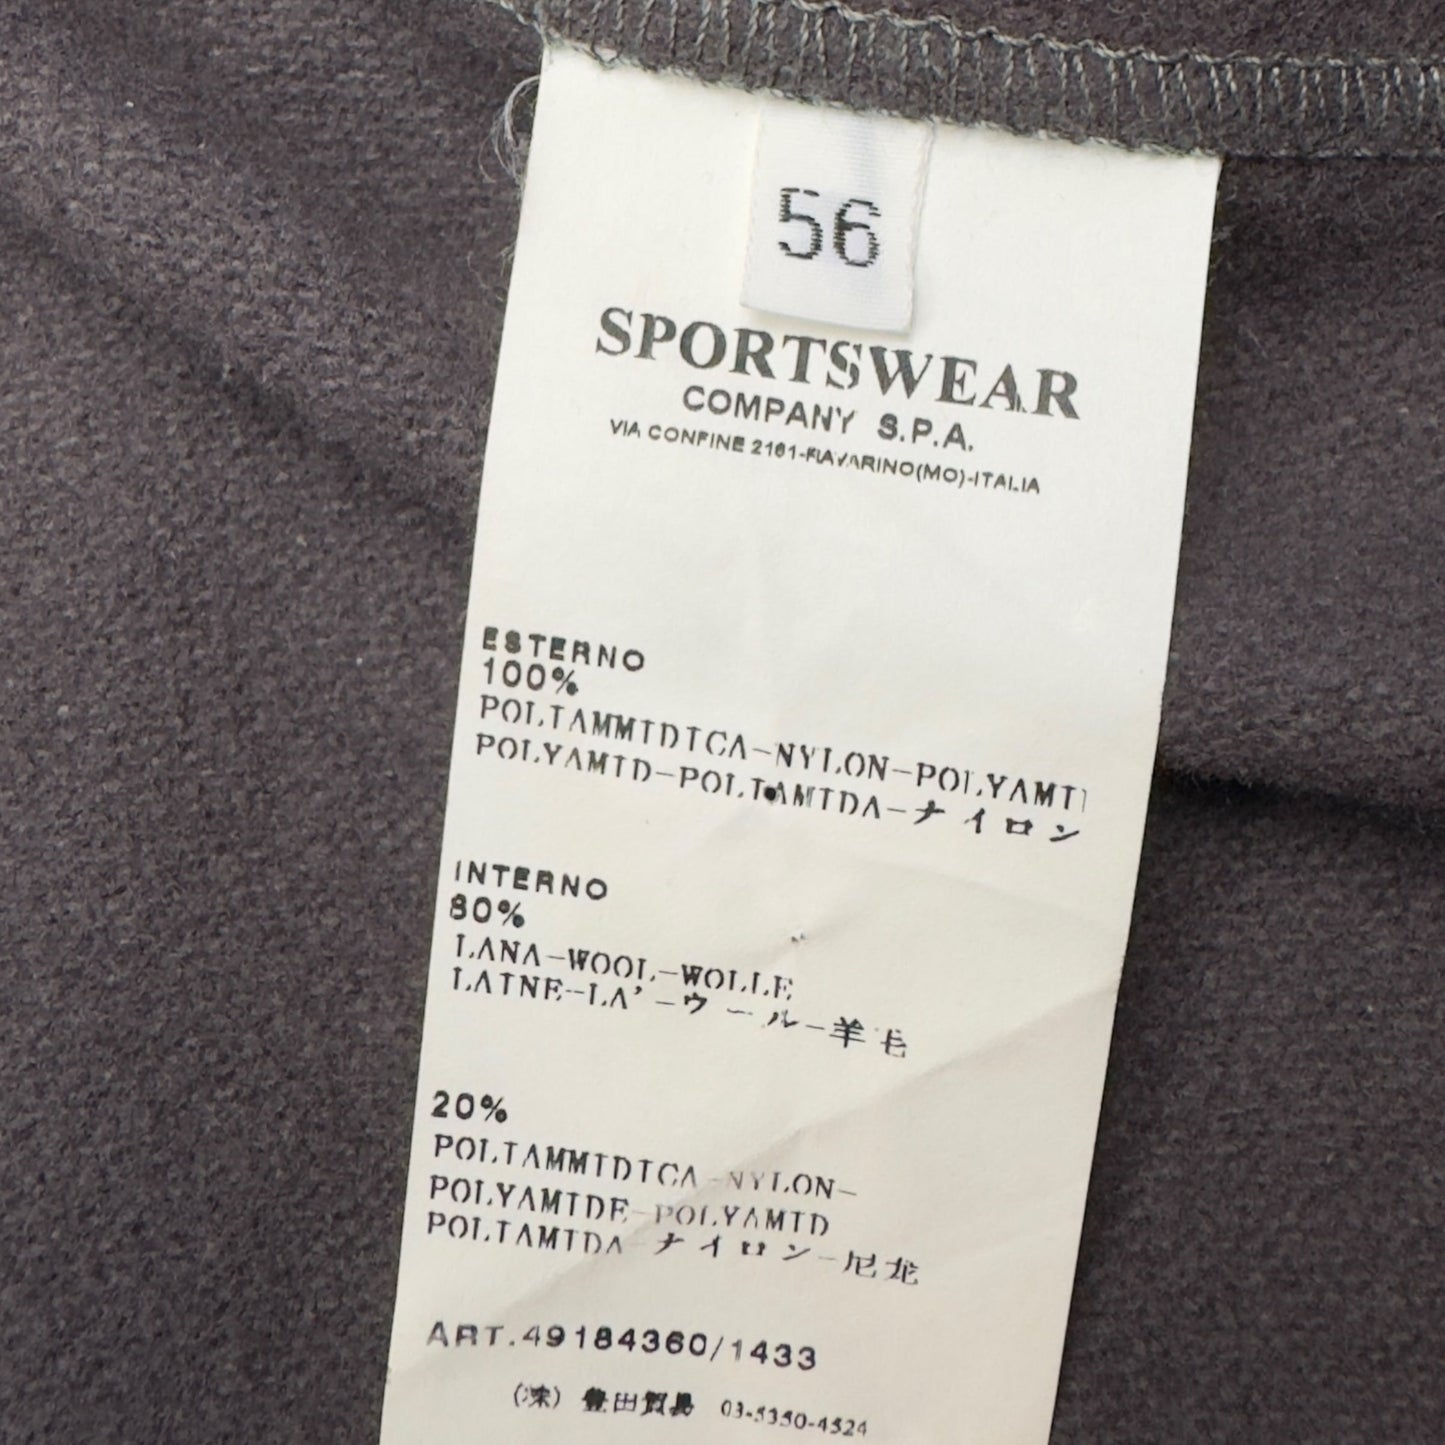 56
SPORTSWEAR
COMPANY S.P.A.
VIA CONFINE 2161-RAVARINO(MO)-ITALIA
ESTERNO
100%
POLIAMMIDICA-NYLON-POLYAMI
POLYAMID-POLIAMIDA-ナイロン
INTERNO
80%
LANA-WOOL-WOLLE
LAINE-LA'-ウール-羊毛
20%
POLIAMMIDICA-NYLON-
POLYAMIDE-POLYAMID
POLIAMIDA-ナイロン-尼龙
ART.49184360/1433
(株) 豊田貿易 03-5350-4524